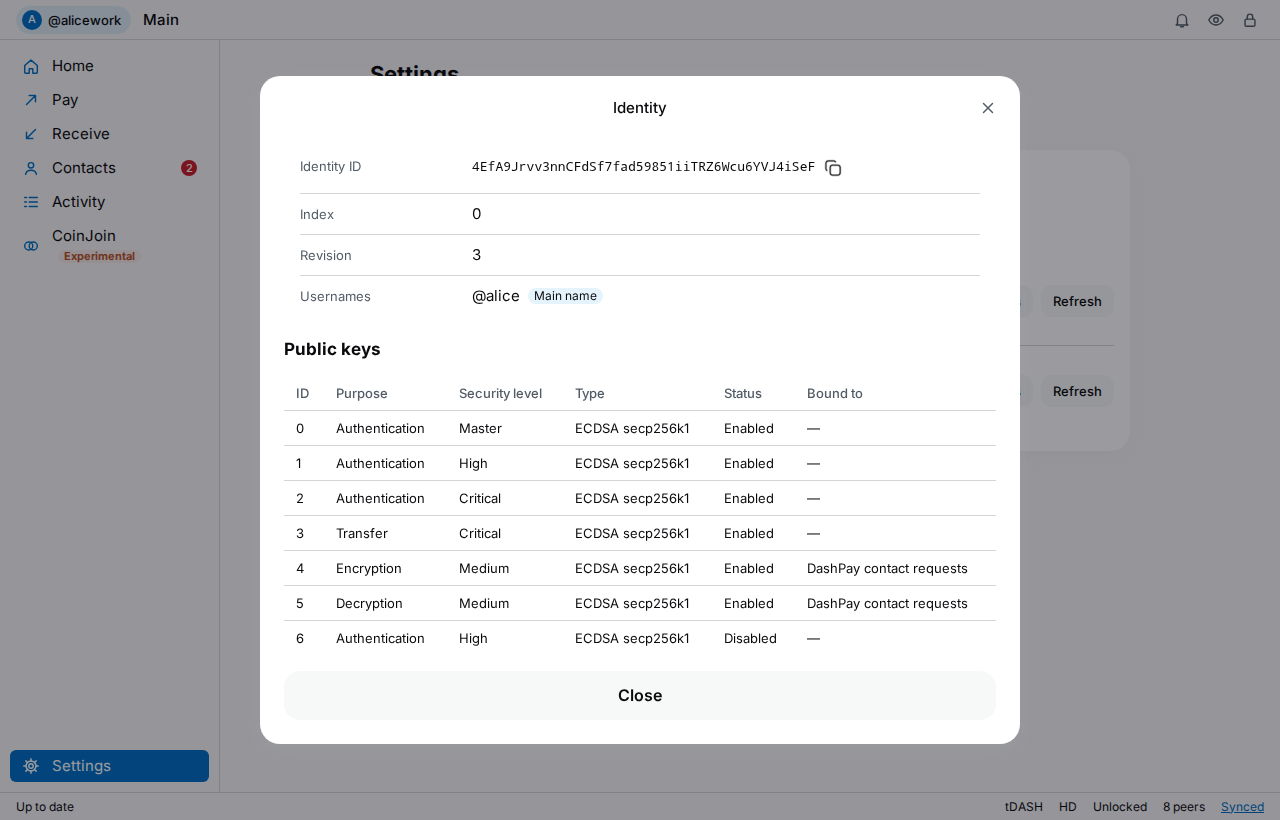 A @alicework Main
Home
Pay
Receive
Contacts 2
Activity
CoinJoin
Experimental
Settings
Settings
Identity
Identity ID 4EfA9Jrvv3nnCFdSf7fad59851iiTRZ6Wcu6YVJ4iSeF
Index 0
Revision 3
Usernames @alice Main name
Public keys
ID Purpose Security level Type Status Bound to
0 Authentication Master ECDSA secp256k1 Enabled —
1 Authentication High ECDSA secp256k1 Enabled —
2 Authentication Critical ECDSA secp256k1 Enabled —
3 Transfer Critical ECDSA secp256k1 Enabled —
4 Encryption Medium ECDSA secp256k1 Enabled DashPay contact requests
5 Decryption Medium ECDSA secp256k1 Enabled DashPay contact requests
6 Authentication High ECDSA secp256k1 Disabled —
Close
Refresh
Refresh
Up to date tDASH HD Unlocked 8 peers Synced